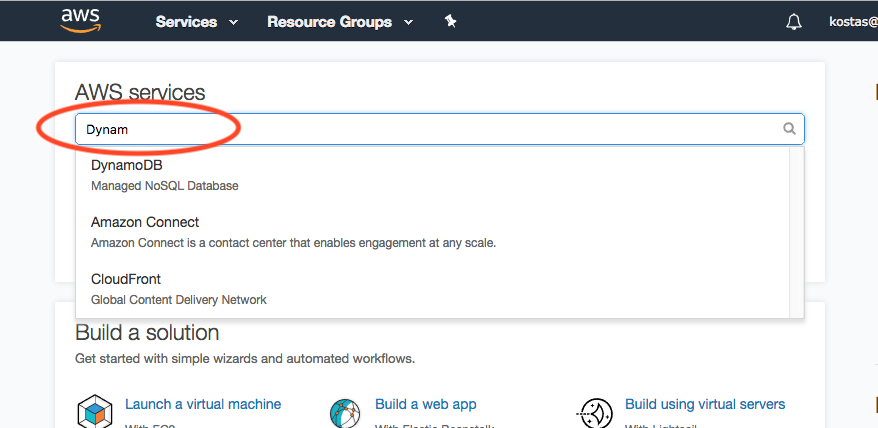 aws Services Resource Groups kostas@
AWS services
Dynam
DynamoDB
Managed NoSQL Database
Amazon Connect
Amazon Connect is a contact center that enables engagement at any scale.
CloudFront
Global Content Delivery Network
Build a solution
Get started with simple wizards and automated workflows.
Launch a virtual machine Build a web app Build using virtual servers
With EC2 With Elastic Beanstalk With Lightsail